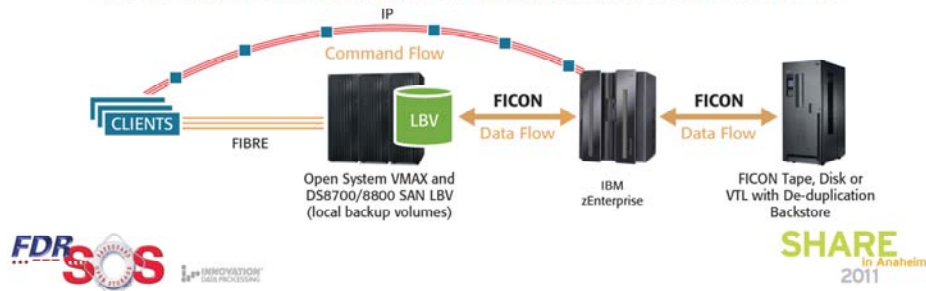 IP
Command Flow
CLIENTS
FIBRE
LBV
FICON
Data Flow
FICON
Data Flow
Open System VMAX and
DS8700/8800 SAN LBV
(local backup volumes)
IBM
zEnterprise
FICON Tape, Disk or
VTL with De-duplication
Backstore
FDR
SOS
INNOVATION
DATA PROCESSING
SHARE
in Anaheim
2011